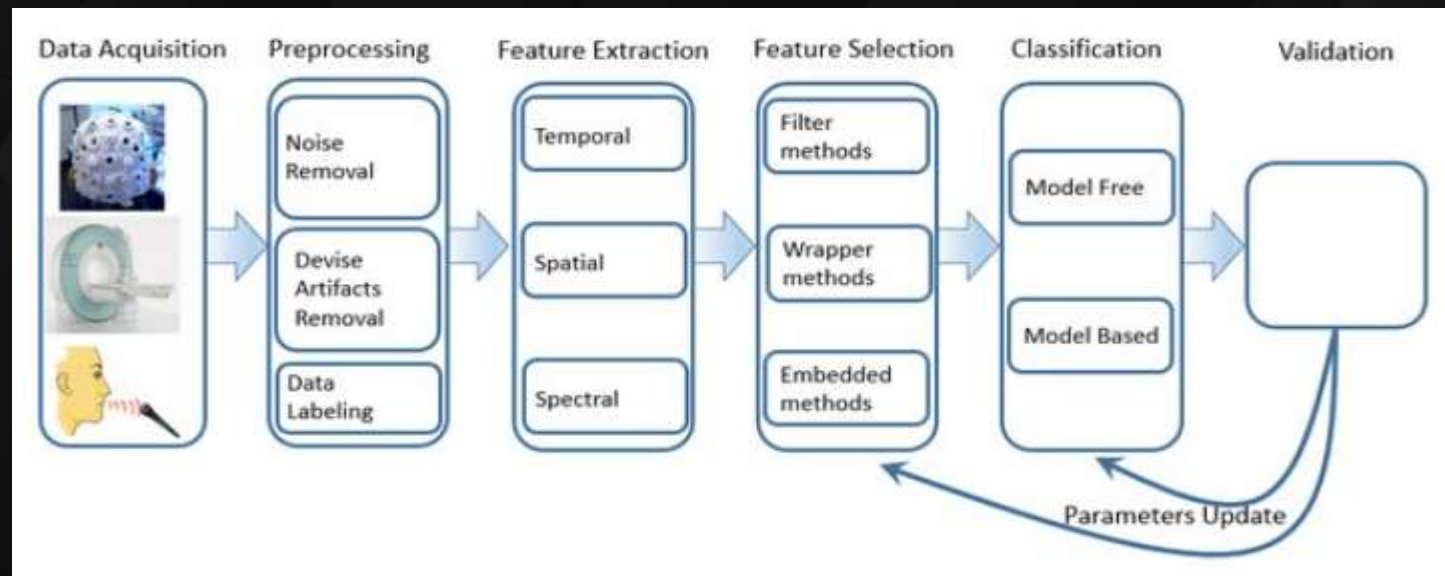 Data Acquisition
Preprocessing
Feature Extraction
Feature Selection
Classification
Validation
Noise
Removal
Devise
Artifacts
Removal
Data
Labeling
Temporal
Spatial
Spectral
Filter
methods
Wrapper
methods
Embedded
methods
Model Free
Model Based
Parameters Update